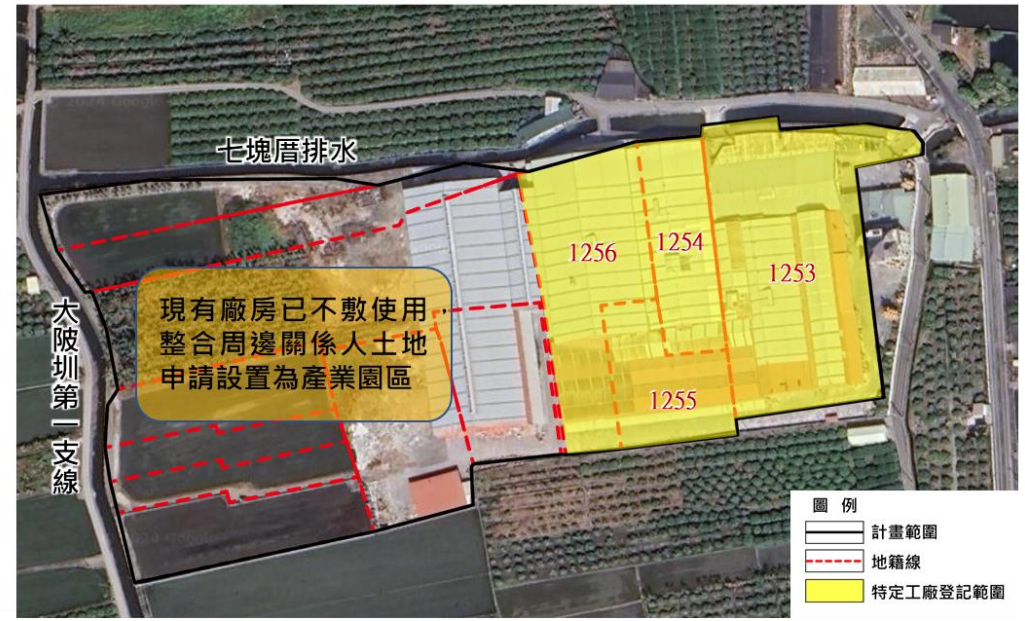 七塊厝排水
1256
1254
1253
現有廠房已不敷使用，
整合周邊關係人土地
申請設置為產業園區
大陂圳第一支線
1255
圖 例
計畫範圍
地籍線
特定工廠登記範圍